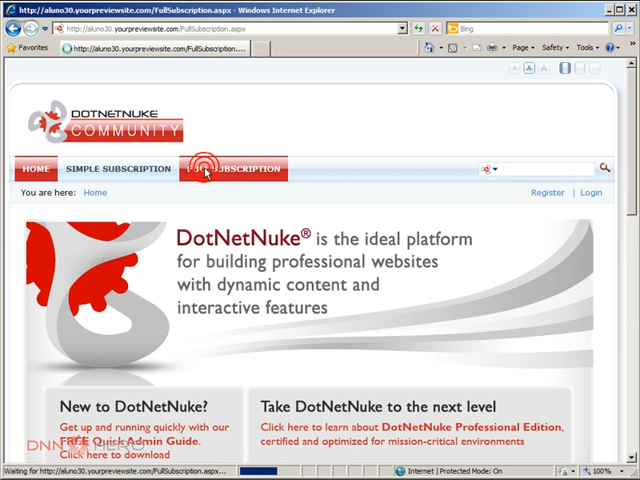 http://aluno30.yourpreviewsite.com/FullSubscription.aspx - Windows Internet Explorer
http://aluno30.yourpreviewsite.com/FullSubscription.aspx
Bing
Favorites
http://aluno30.yourpreviewsite.com/FullSubscription....
Page
Safety
Tools
A A A
DOTNETNUKE
COMMUNITY
HOME
SIMPLE SUBSCRIPTION
SUBSCRIPTION
You are here: Home
Register | Login
DotNetNuke® is the ideal platform
for building professional websites
with dynamic content and
interactive features
New to DotNetNuke?
Get up and running quickly with our
FREE Quick Admin Guide.
Click here to download
Take DotNetNuke to the next level
Click here to learn about DotNetNuke Professional Edition,
certified and optimized for mission-critical environments
DNN HERO
Waiting for http://aluno30.yourpreviewsite.com/FullSubscription.aspx...
Internet | Protected Mode: On
100%